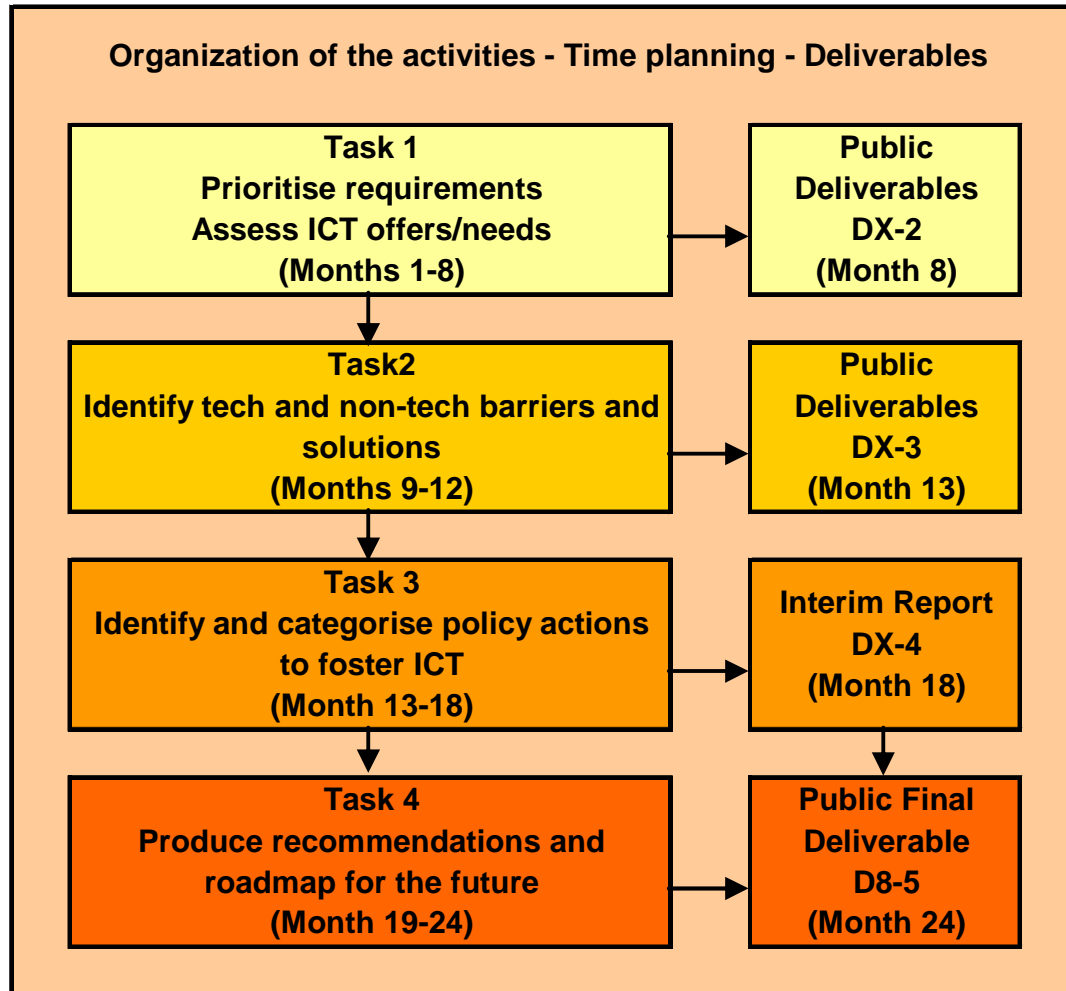 Organization of the activities - Time planning - Deliverables
Task 1
Prioritise requirements
Assess ICT offers/needs
(Months 1-8)
Public
Deliverables
DX-2
(Month 8)
Task2
Identify tech and non-tech barriers and
solutions
(Months 9-12)
Public
Deliverables
DX-3
(Month 13)
Task 3
Identify and categorise policy actions
to foster ICT
(Month 13-18)
Interim Report
DX-4
(Month 18)
Task 4
Produce recommendations and
roadmap for the future
(Month 19-24)
Public Final
Deliverable
D8-5
(Month 24)